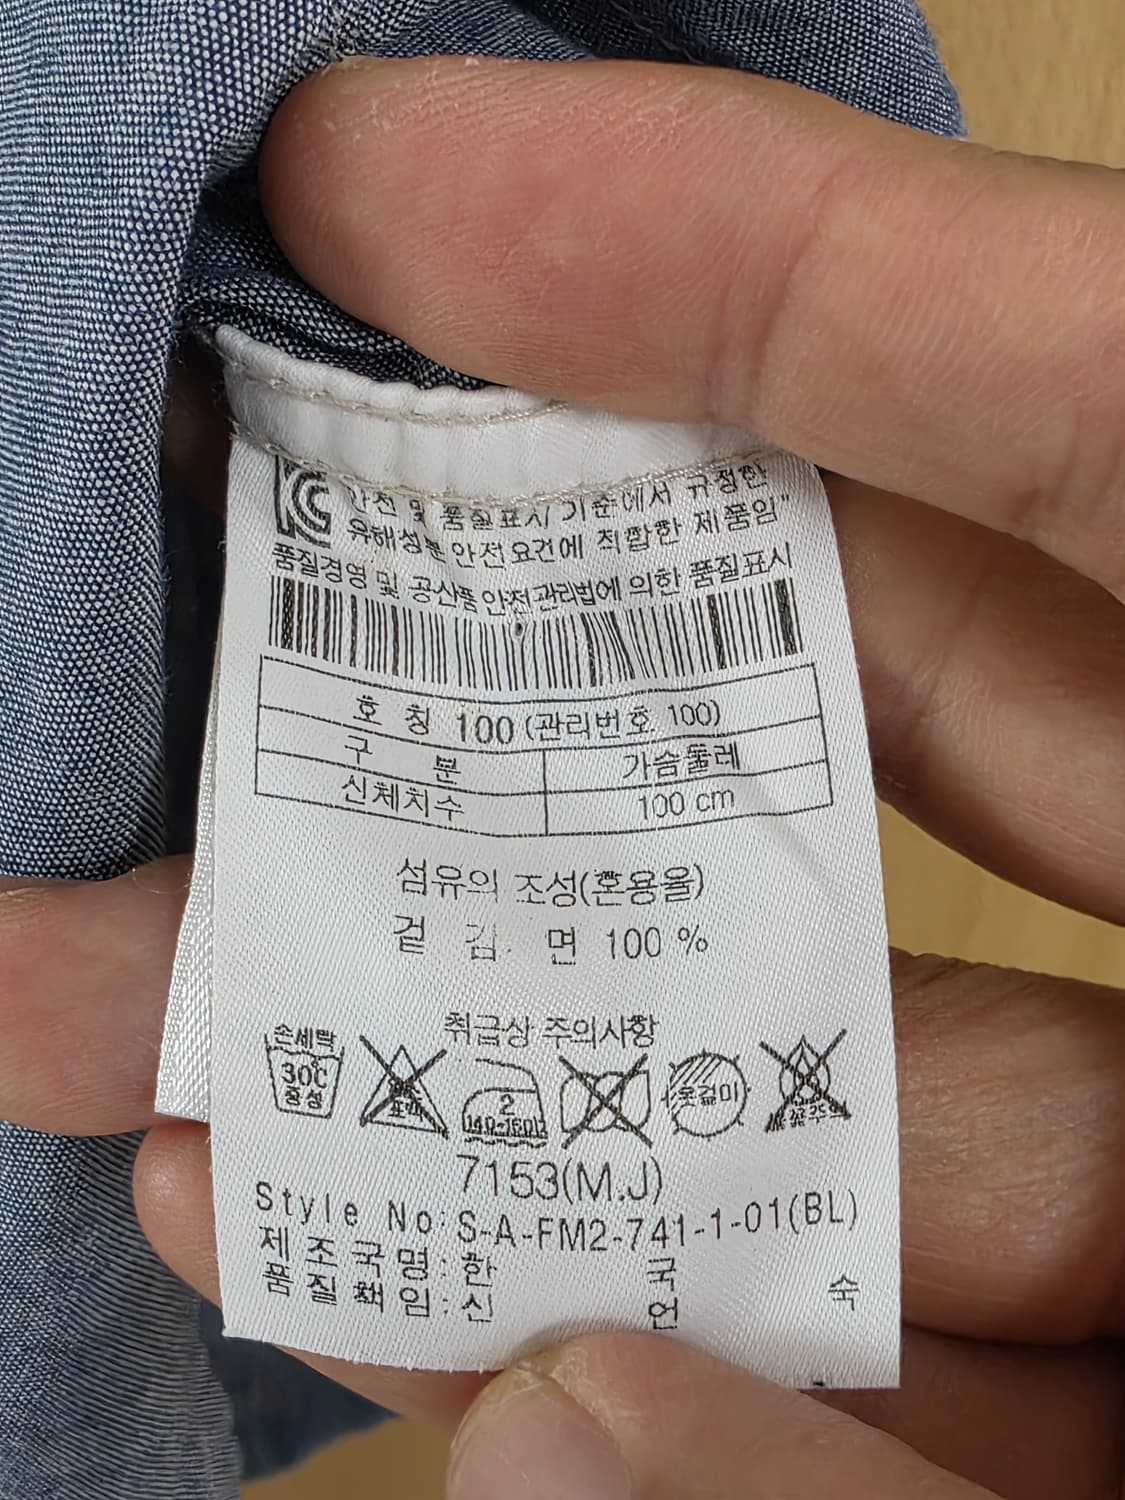 안전 및 품질표시 기준에서 규정한
유해성분 안전요건에 적합한 제품임"
품질경영 및 공산품안전관리법에 의한 품질표시
호 칭 100 (관리번호 100)
구 분 가슴둘레
신체치수 100 cm
섬유의 조성(혼용율)
겉 감 면 100 %
취급상 주의사항
손세탁
30℃
중성
2
140-160
옷걸이
7153(M.J)
Style No: S-A-FM2-741-1-01(BL)
제 조 국 명 : 한 국
품 질 책 임 : 신 언 숙